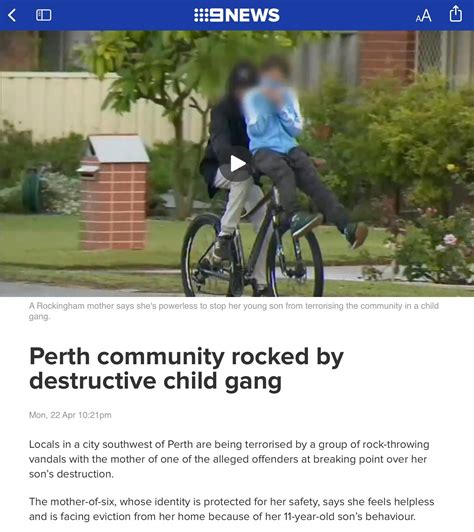 9NEWS
AA
A Rockingham mother says she's powerless to stop her young son from terrorising the community in a child
gang.
Perth community rocked by
destructive child gang
Mon, 22 Apr 10:21pm
Locals in a city southwest of Perth are being terrorised by a group of rock-throwing
vandals with the mother of one of the alleged offenders at breaking point over her
son's destruction.
The mother-of-six, whose identity is protected for her safety, says she feels helpless
and is facing eviction from her home because of her 11-year-old son's behaviour.